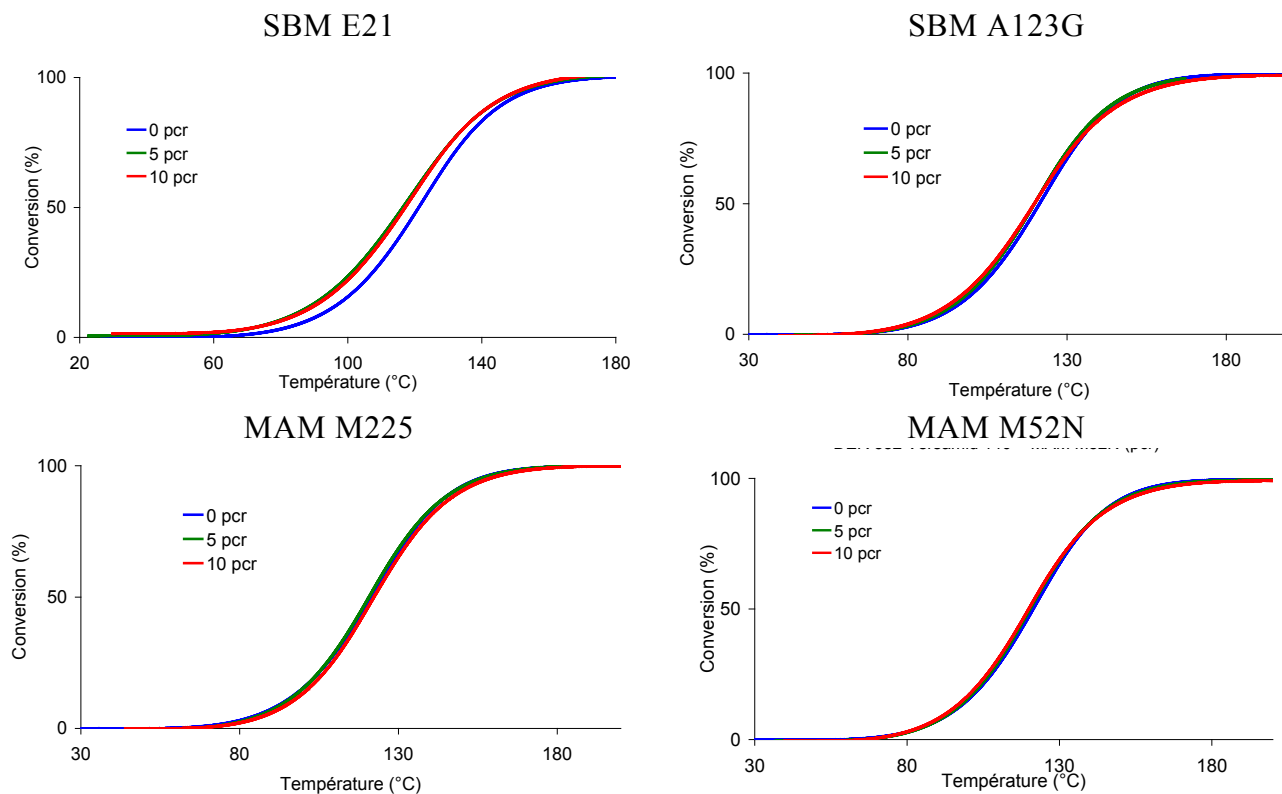 SBM E21
SBM A123G
100
50
0
Conversion (%)
0 pcr
5 pcr
10 pcr
20
60
100
140
180
Température (°C)
100
50
0
Conversion (%)
0 pcr
5 pcr
10 pcr
30
80
130
180
Température (°C)
MAM M225
MAM M52N
100
50
0
Conversion (%)
0 pcr
5 pcr
10 pcr
30
80
130
180
Température (°C)
100
50
0
Conversion (%)
0 pcr
5 pcr
10 pcr
30
80
130
180
Température (°C)